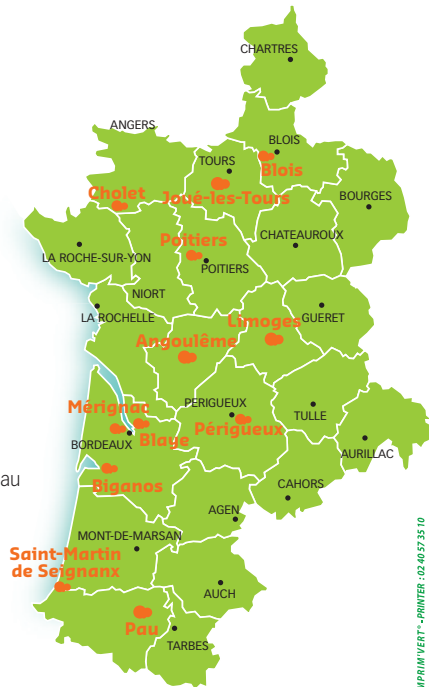 CHARTRES
ANGERS
BLOIS
TOURS
Blois
Cholet
Joué-les-Tours
BOURGES
Poitiers
CHATEAUROUX
LA ROCHE-SUR-YON
POITIERS
NIORT
LA ROCHELLE
Limoges
GUERET
Angoulême
Mérignac
PERIGUEUX
TULLE
BORDEAUX
Blaye
Périgueux
AURILLAC
au
Biganos
CAHORS
AGEN
MONT-DE-MARSAN
Saint-Martin
de Seignanx
AUCH
Pau
TARBES
MPRIM'VERT® - PRINTER : 02 40 57 35 10